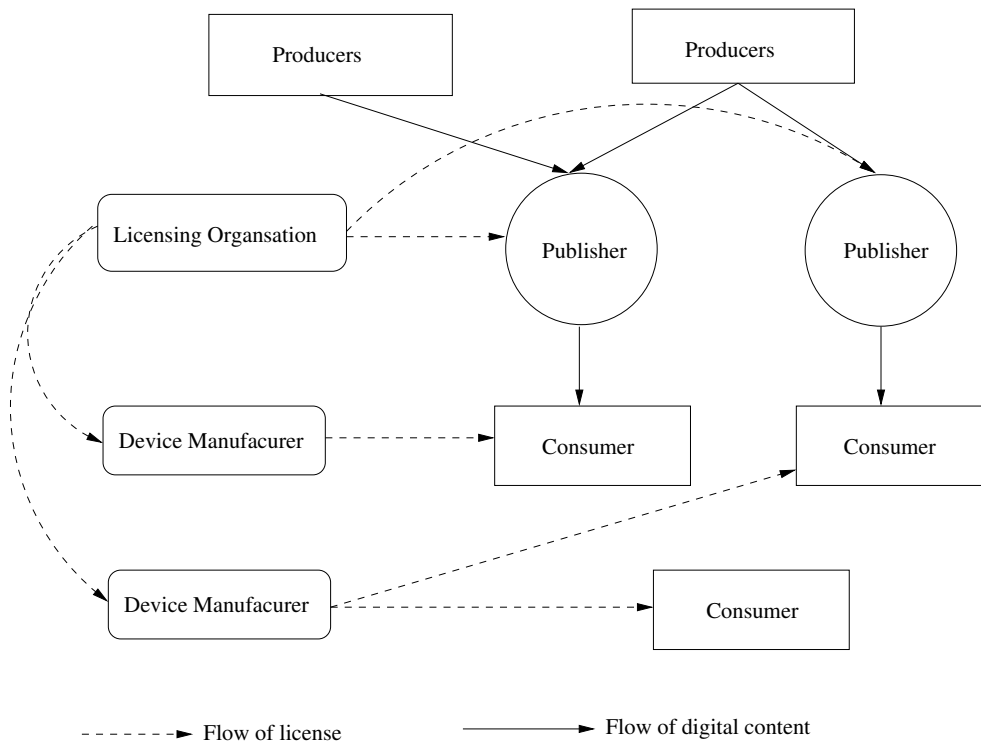 Producers
Producers
Licensing Organsation
Publisher
Publisher
Device Manufacurer
Consumer
Consumer
Device Manufacurer
Consumer
Flow of license
Flow of digital content